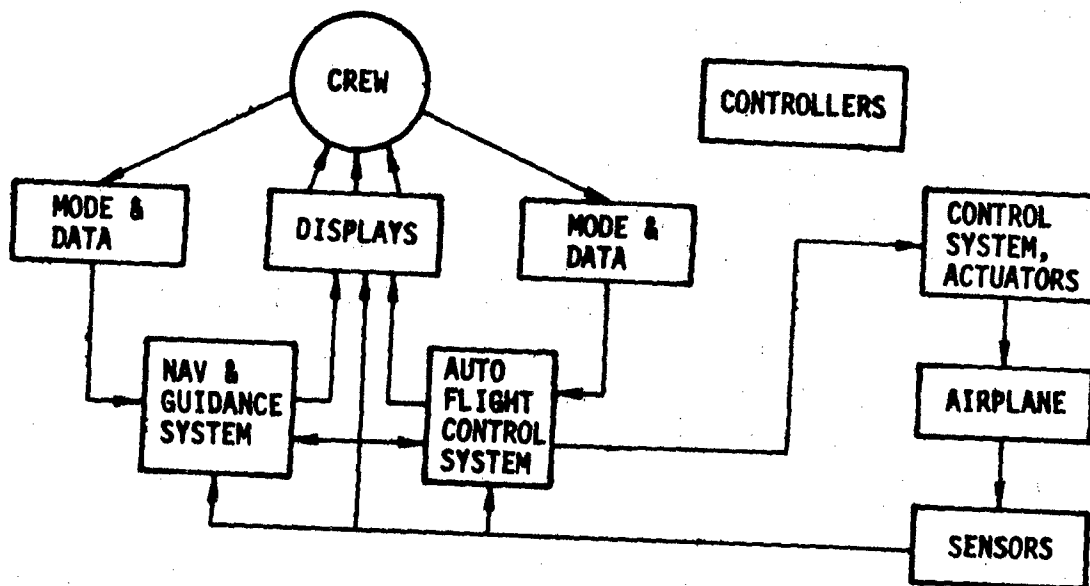 CREW
CONTROLLERS
MODE &
DATA
DISPLAYS
MODE &
DATA
CONTROL
SYSTEM,
ACTUATORS
NAV &
GUIDANCE
SYSTEM
AUTO
FLIGHT
CONTROL
SYSTEM
AIRPLANE
SENSORS